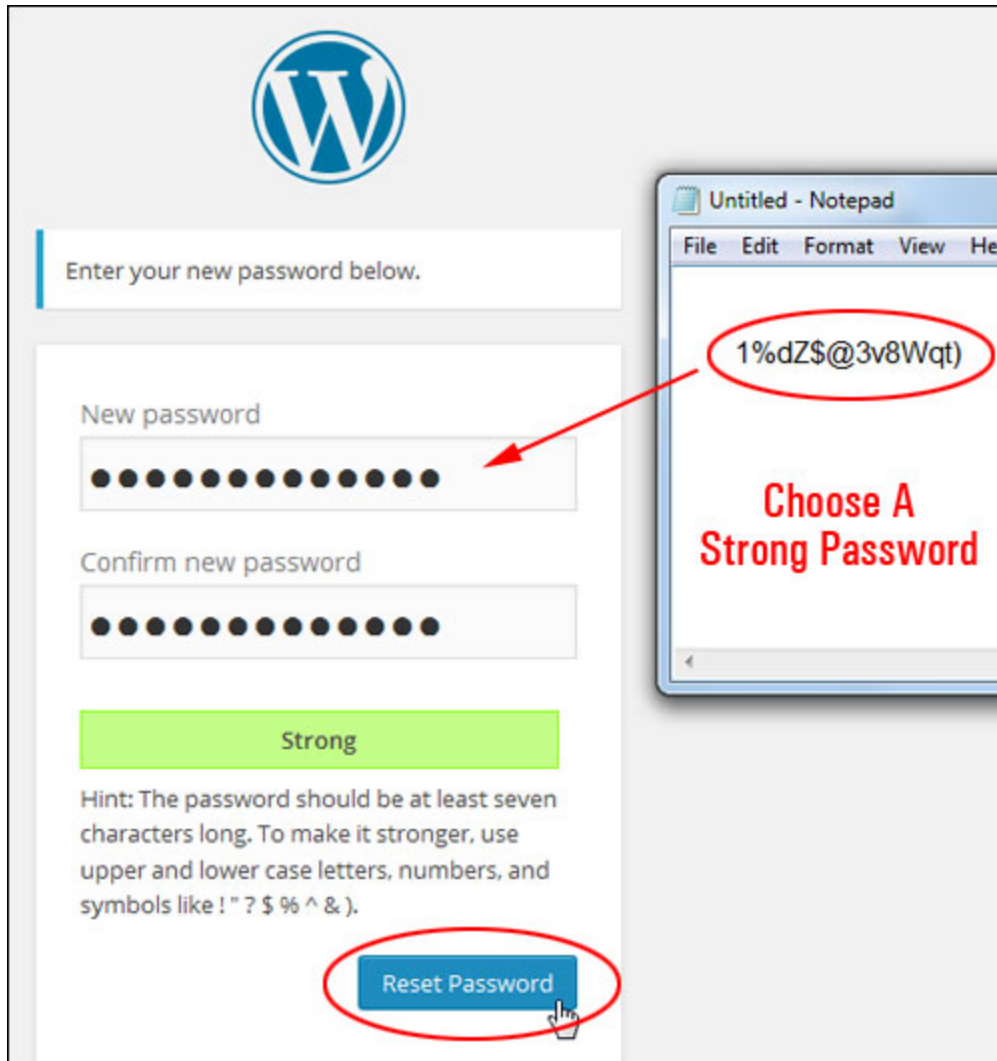 Enter your new password below.
New password
Confirm new password
Strong
Hint: The password should be at least seven
characters long. To make it stronger, use
upper and lower case letters, numbers, and
symbols like ! " ? $ % ^ & ).
Reset Password
Untitled - Notepad
File Edit Format View He
1%dZ$@3v8Wqt)
Choose A
Strong Password